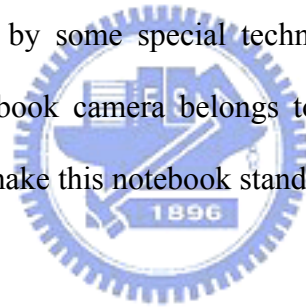 by some special techn
book camera belongs to
make this notebook stand
1896